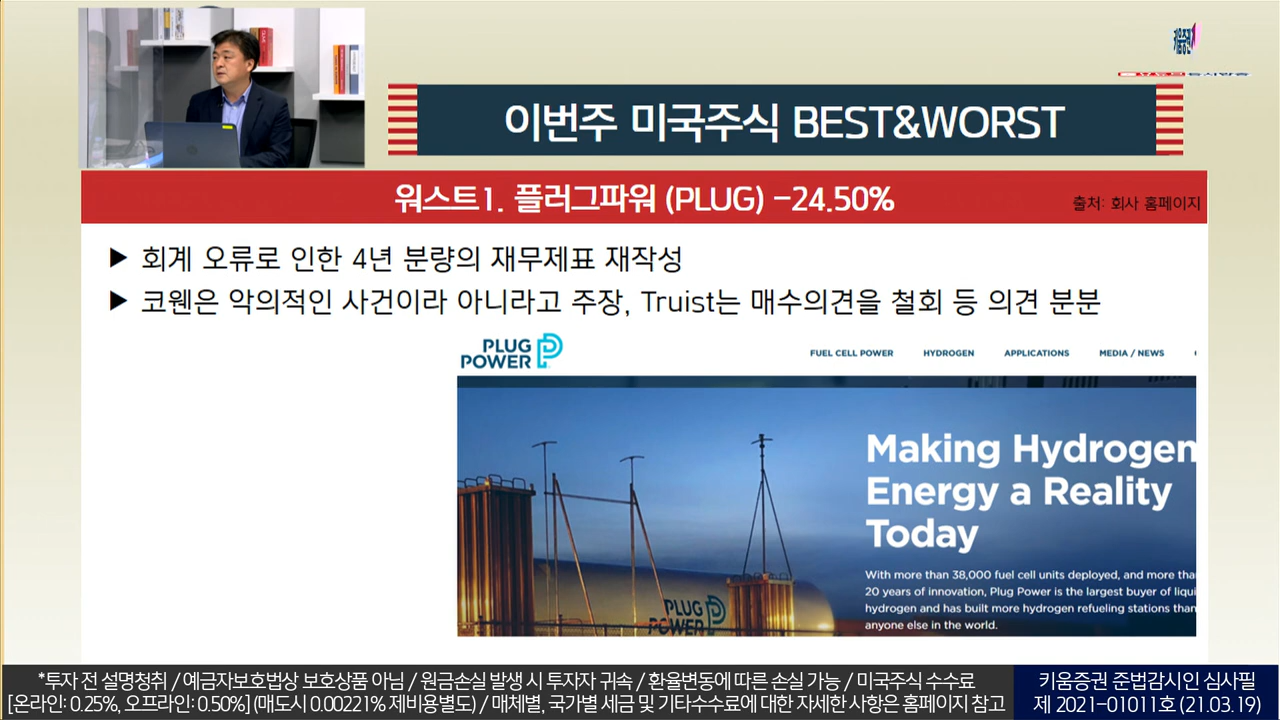 키움증권
이번주 미국주식 BEST&WORST
워스트1. 플러그파워 (PLUG) -24.50%
출처: 회사 홈페이지
▶ 회계 오류로 인한 4년 분량의 재무제표 재작성
▶ 코웬은 악의적인 사건이라 아니라고 주장, Truist는 매수의견을 철회 등 의견 분분
PLUG
POWER
FUEL CELL POWER HYDROGEN APPLICATIONS MEDIA / NEWS
Making Hydrogen
Energy a Reality
Today
With more than 38,000 fuel cell units deployed, and more tha
20 years of innovation, Plug Power is the largest buyer of liqui
hydrogen and has built more hydrogen refueling stations than
anyone else in the world.
PLUG
POWER
*투자 전 설명청취 / 예금자보호법상 보호상품 아님 / 원금손실 발생 시 투자자 귀속 / 환율변동에 따른 손실 가능 / 미국주식 수수료
[온라인: 0.25%, 오프라인: 0.50%] (매도시 0.00221% 제비용별도) / 매체별, 국가별 세금 및 기타수수료에 대한 자세한 사항은 홈페이지 참고
키움증권 준법감시인 심사필
제 2021-01011호 (21.03.19)